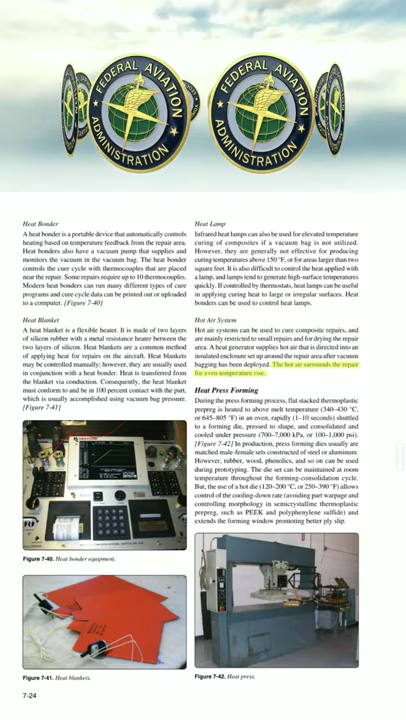 FEDERAL AVIATION
ADMINISTRATION
FEDERAL AVIATION
ADMINISTRATION
Heat Bonder
A heat bonder is a portable device that automatically controls
heating based on temperature feedback from the repair area.
Heat bonders also have a vacuum pump that supplies and
monitors the vacuum in the vacuum bag. The heat bonder
controls the cure cycle with thermocouples that are placed
near the repair. Some repairs require up to 10 thermocouples.
Modern heat bonders can run many different types of cure
programs and cure cycle data can be printed out or uploaded
to a computer. [Figure 7-40]
Heat Blanket
A heat blanket is a flexible heater. It is made of two layers
of silicon rubber with a metal resistance heater between the
two layers of silicon. Heat blankets are a common method
of applying heat for repairs on the aircraft. Heat blankets
may be controlled manually; however, they are usually used
in conjunction with a heat bonder. Heat is transferred from
the blanket via conduction. Consequently, the heat blanket
must conform to and be in 100 percent contact with the part,
which is usually accomplished using vacuum bag pressure.
[Figure 7-41]
Figure 7-40. Heat bonder equipment.
Figure 7-41. Heat blankets.
7-24
Heat Lamp
Infrared heat lamps can also be used for elevated temperature
curing of composites if a vacuum bag is not utilized.
However, they are generally not effective for producing
curing temperatures above 150 °F, or for areas larger than two
square feet. It is also difficult to control the heat applied with
a lamp, and lamps tend to generate high-surface temperatures
quickly. If controlled by thermostats, heat lamps can be useful
in applying curing heat to large or irregular surfaces. Heat
bonders can be used to control heat lamps.
Hot Air System
Hot air systems can be used to cure composite repairs, and
are mainly restricted to small repairs and for drying the repair
area. A heat generator supplies hot air that is directed into an
insulated enclosure set up around the repair area after vacuum
bagging has been deployed. The hot air surrounds the repair
for even temperature rise.
Heat Press Forming
During the press forming process, flat stacked thermoplastic
prepreg is heated to above melt temperature (340–430 °C,
or 645–805 °F) in an oven, rapidly (1–10 seconds) shuttled
to a forming die, pressed to shape, and consolidated and
cooled under pressure (700–7,000 kPa, or 100–1,000 psi).
[Figure 7-42] In production, press forming dies usually are
matched male-female sets constructed of steel or aluminum.
However, rubber, wood, phenolics, and so on can be used
during prototyping. The die set can be maintained at room
temperature throughout the forming-consolidation cycle.
But, the use of a hot die (120–200 °C, or 250–390 °F) allows
control of the cooling-down rate (avoiding part warpage and
controlling morphology in semicrystalline thermoplastic
prepreg, such as PEEK and polyphenylene sulfide) and
extends the forming window promoting better ply slip.
Figure 7-42. Heat press.